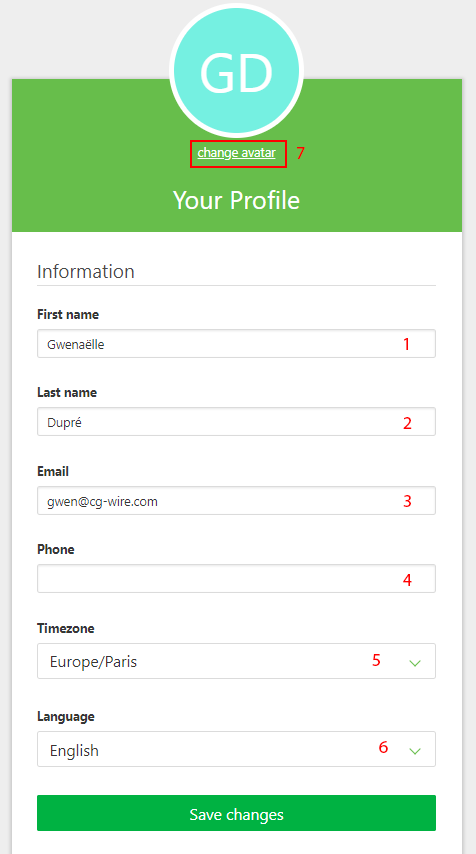 GD
change avatar 7
Your Profile
Information
First name
Gwenaëlle 1
Last name
Dupré 2
Email
gwen@cg-wire.com 3
Phone
4
Timezone
Europe/Paris 5
Language
English 6
Save changes